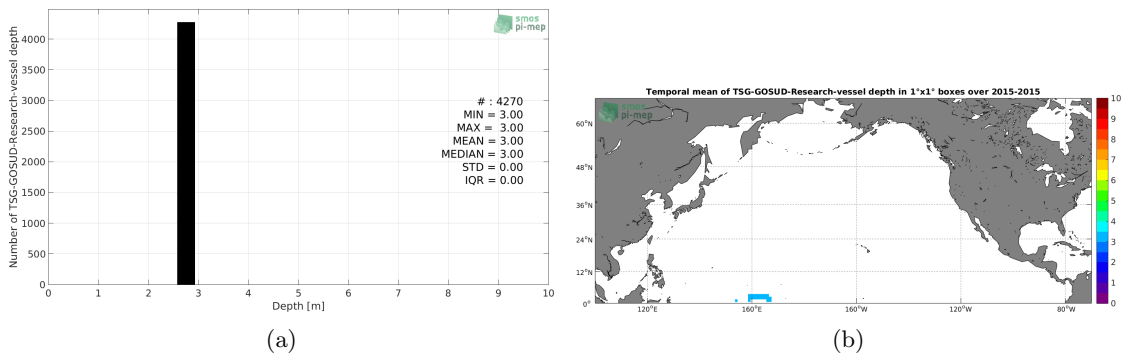 smos
pi-mep
Number of TSG-GOSUD-Research-vessel depth
4000
3500
3000
2500
2000
1500
1000
500
0
# : 4270
MIN = 3.00
MAX = 3.00
MEAN = 3.00
MEDIAN = 3.00
STD = 0.00
IQR = 0.00
0 1 2 3 4 5 6 7 8 9 10
Depth [m]
(a)
Temporal mean of TSG-GOSUD-Research-vessel depth in 1°x1° boxes over 2015-2015
smos
pi-mep
60°N
48°N
36°N
24°N
12°N
0°
120°E 160°E 160°W 120°W 80°W
10
9
8
7
6
5
4
3
2
1
0
(b)